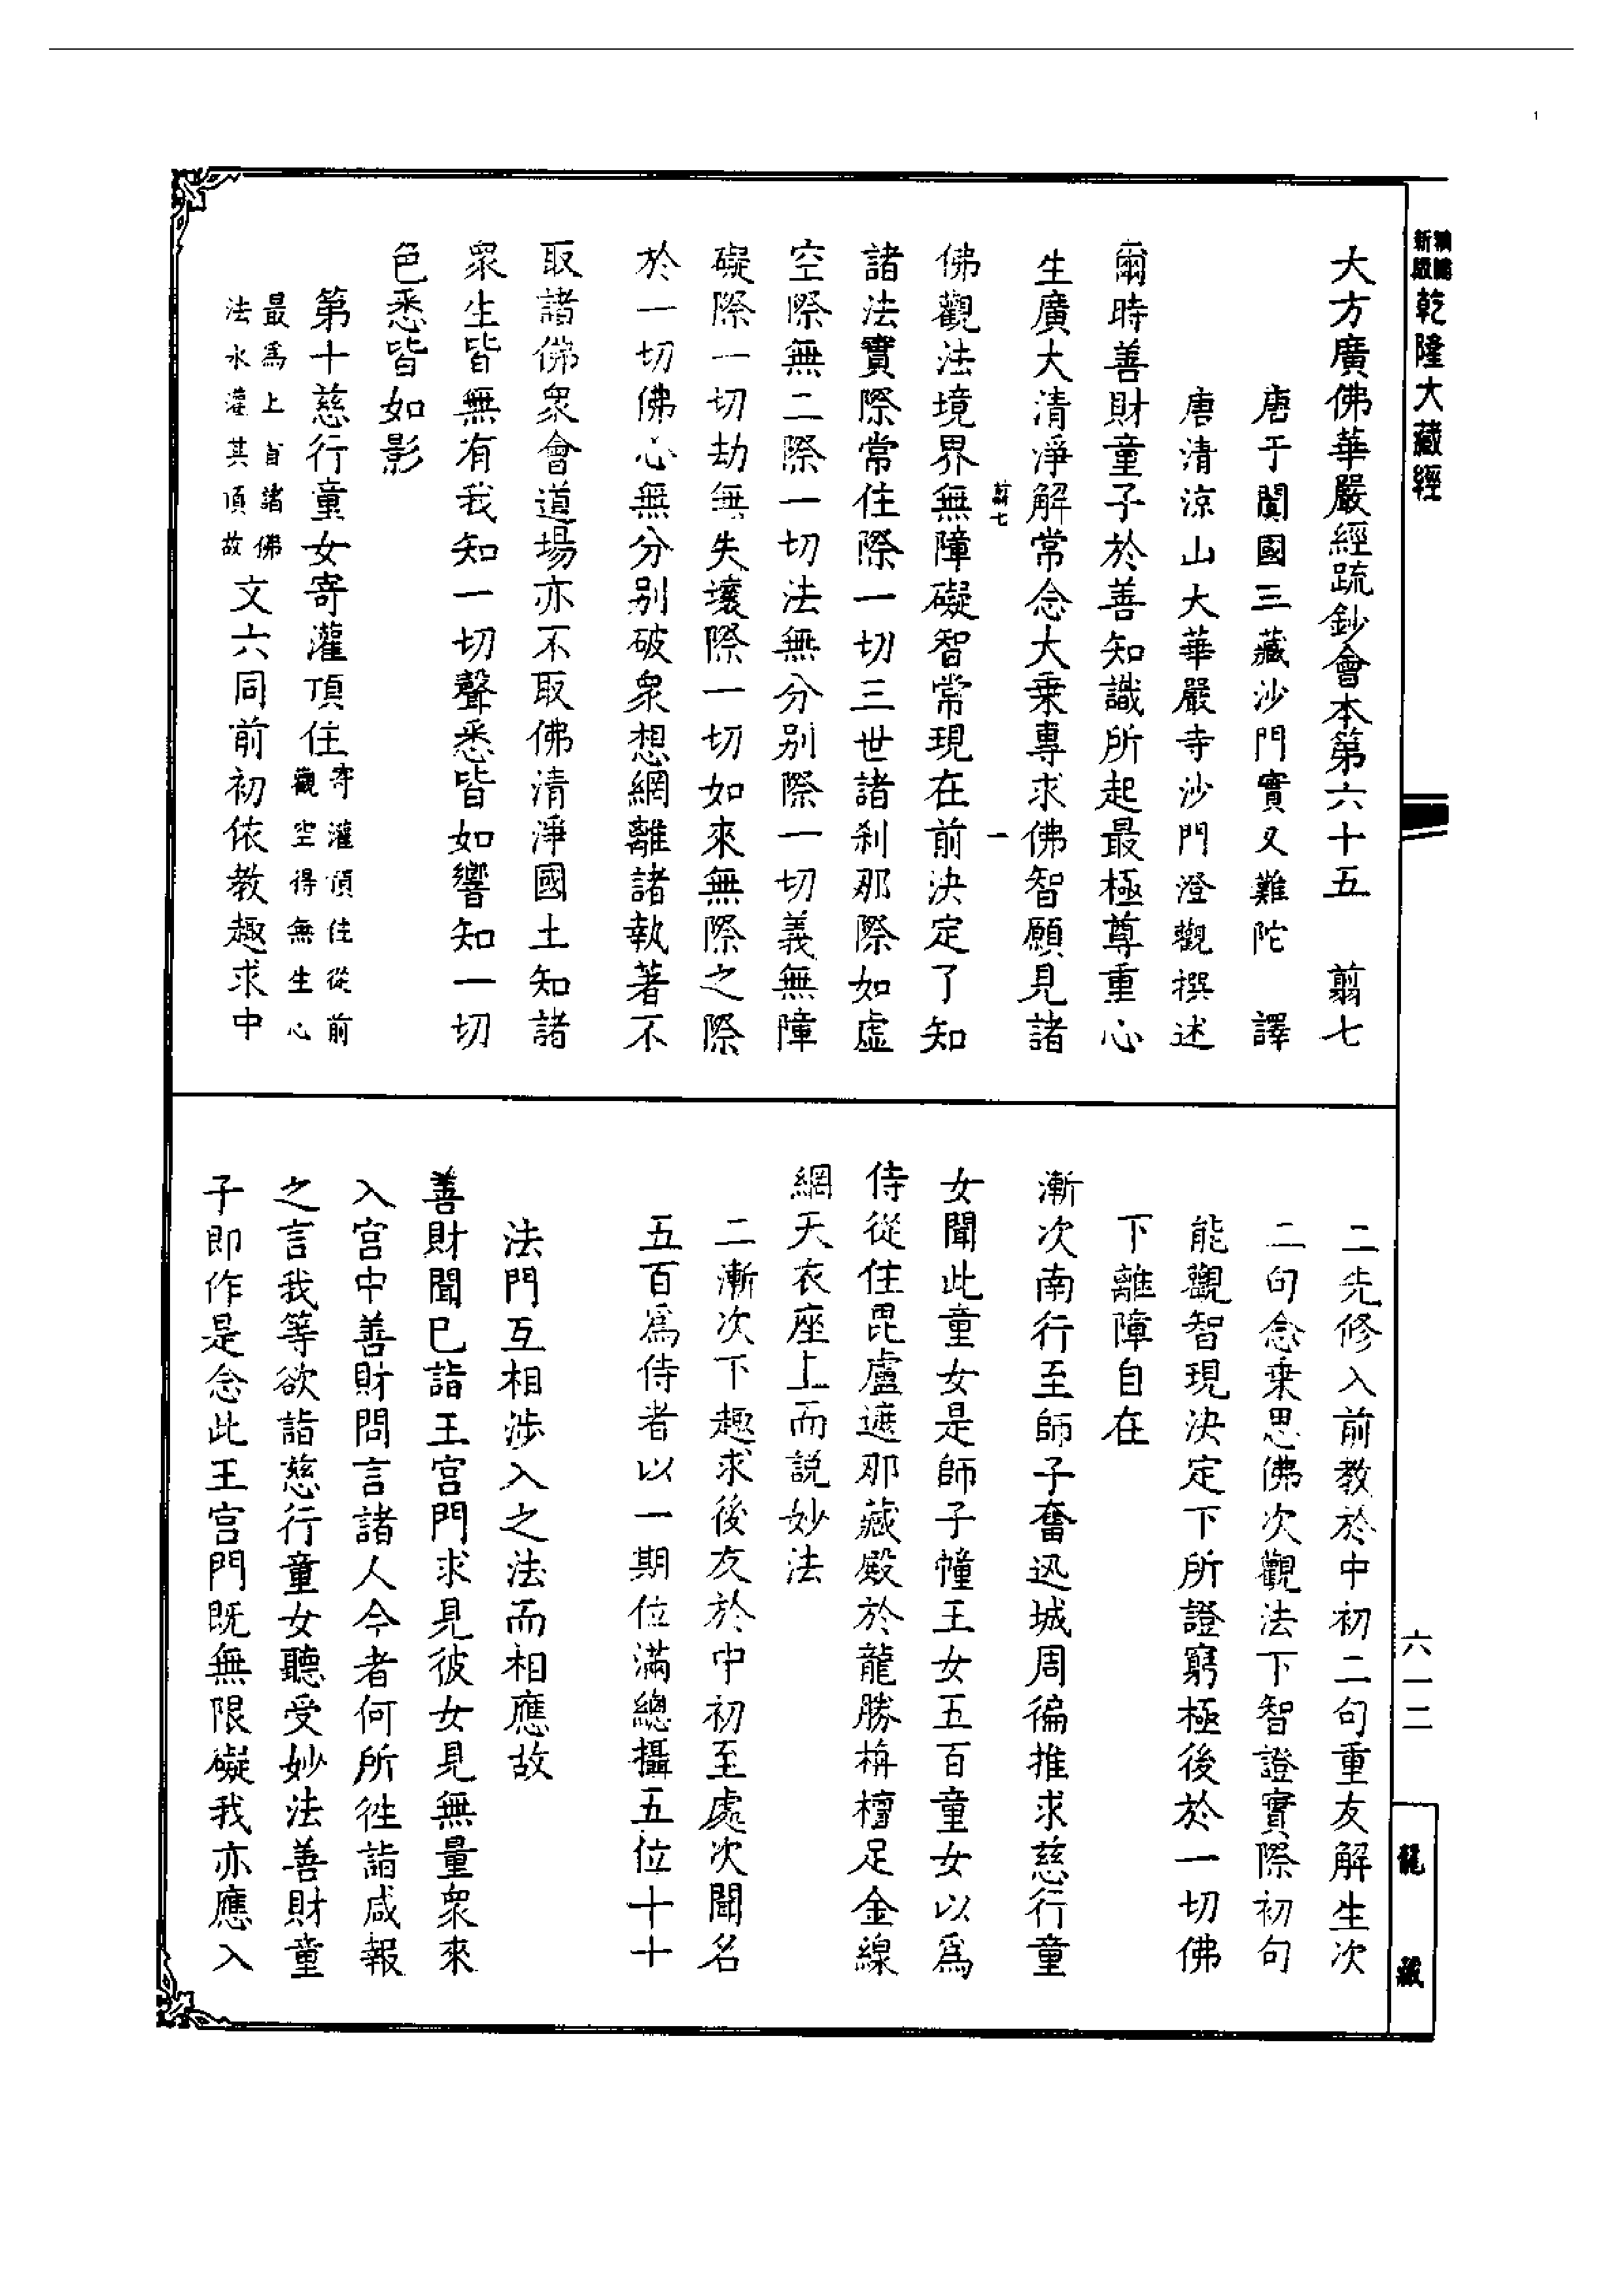 1
乾隆大藏經
大方廣佛華嚴經疏鈔會本第六十五　翦七
唐于闐國三藏沙門實叉難陀　譯
唐清涼山大華嚴寺沙門澄觀撰述
爾時善財童子於善知識所起最極尊重心
生廣大清淨解常念大乗專求佛智願見諸
一
佛觀法境界無障礙智常現在前決定了知
諸法實際常住際一切三世諸刹那際如虛
空際無二際一切法無分别際一切義無障
礙際一切劫無失壞際一切如來無際之際
於一切佛心無分别破衆想網離諸執著不
取諸佛衆會道場亦不取佛清淨國土知諸
衆生皆無有我知一切聲悉皆如響知一切
色悉皆如影
第十慈行童女寄灌頂住寄灌頂住從前觀空得無生心
最爲上首諸佛法水灌其頂故文六同前初依教趣求中
二先修入前教於中初二句重友解生次
二句念乗思佛次觀法下智證實際初句
能觀智現決定下所證窮極後於一切佛
下離障自在
漸次南行至師子奮迅城周徧推求慈行童
女聞此童女是師子幢王女五百童女以爲
侍從住毘盧遮那藏殿於龍勝栴檀足金線
網天衣座上而説妙法
二漸次下趣求後友於中初至處次聞名
五百爲侍者以一期位滿總攝五位十十
法門互相涉入之法而相應故
善財聞已詣王宫門求見彼女見無量衆來
入宫中善財問言諸人今者何所徃詣咸報
之言我等欲詣慈行童女聽受妙法善財童
子即作是念此王宫門既無限礙我亦應入
六一二
龍藏